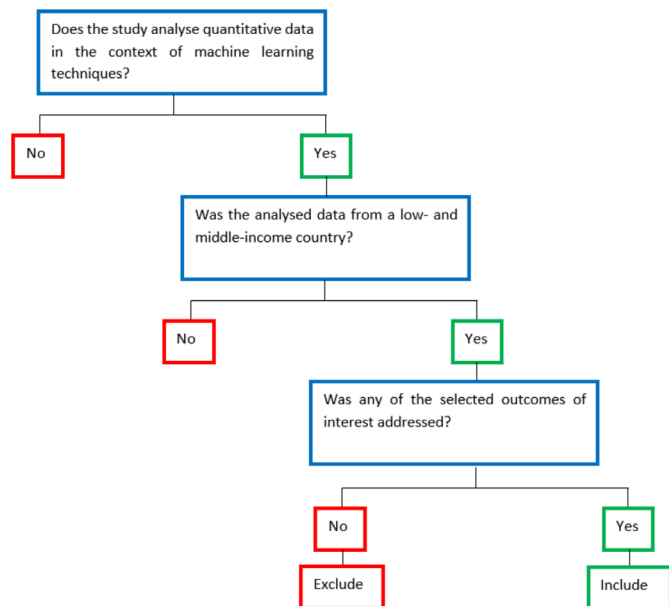 Does the study analyse quantitative data
in the context of machine learning
techniques?
No
Yes
Was the analysed data from a low- and
middle-income country?
No
Yes
Was any of the selected outcomes of
interest addressed?
No
Yes
Exclude
Include